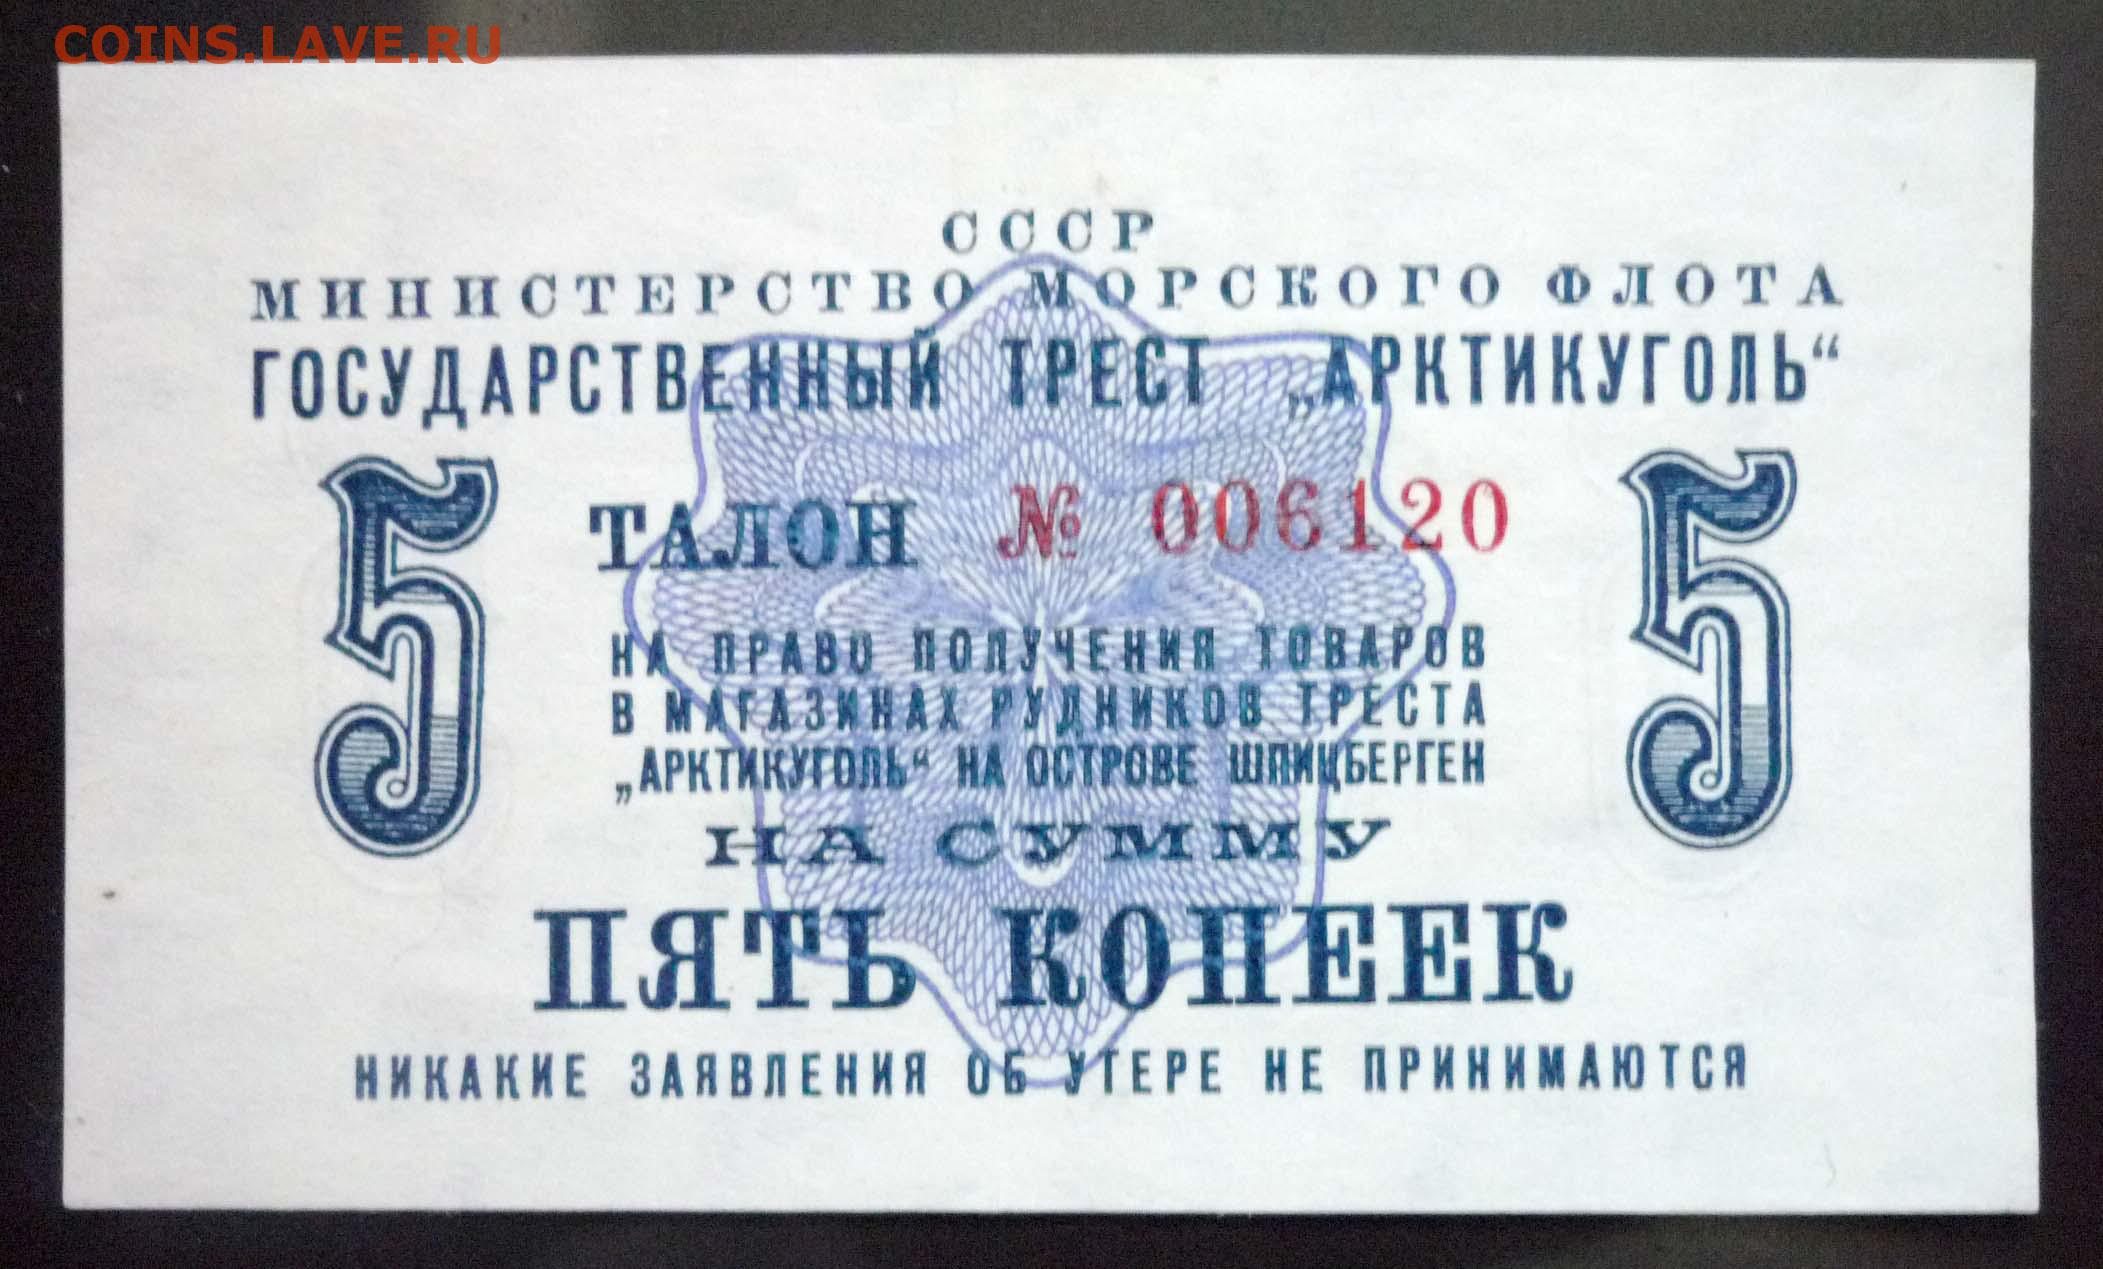 COINS.LAVE.RU
СССР
МИНИСТЕРСТВО МОРСКОГО ФЛОТА
ГОСУДАРСТВЕННЫЙ ТРЕСТ „АРКТИКУГОЛЬ“
5 ТАЛОН № 006120 5
НА ПРАВО ПОЛУЧЕНИЯ ТОВАРОВ
В МАГАЗИНАХ РУДНИКОВ ТРЕСТА
„АРКТИКУГОЛЬ“ НА ОСТРОВЕ ШПИЦБЕРГЕН
НА СУММУ
ПЯТЬ КОПЕЕК
НИКАКИЕ ЗАЯВЛЕНИЯ ОБ УТЕРЕ НЕ ПРИНИМАЮТСЯ